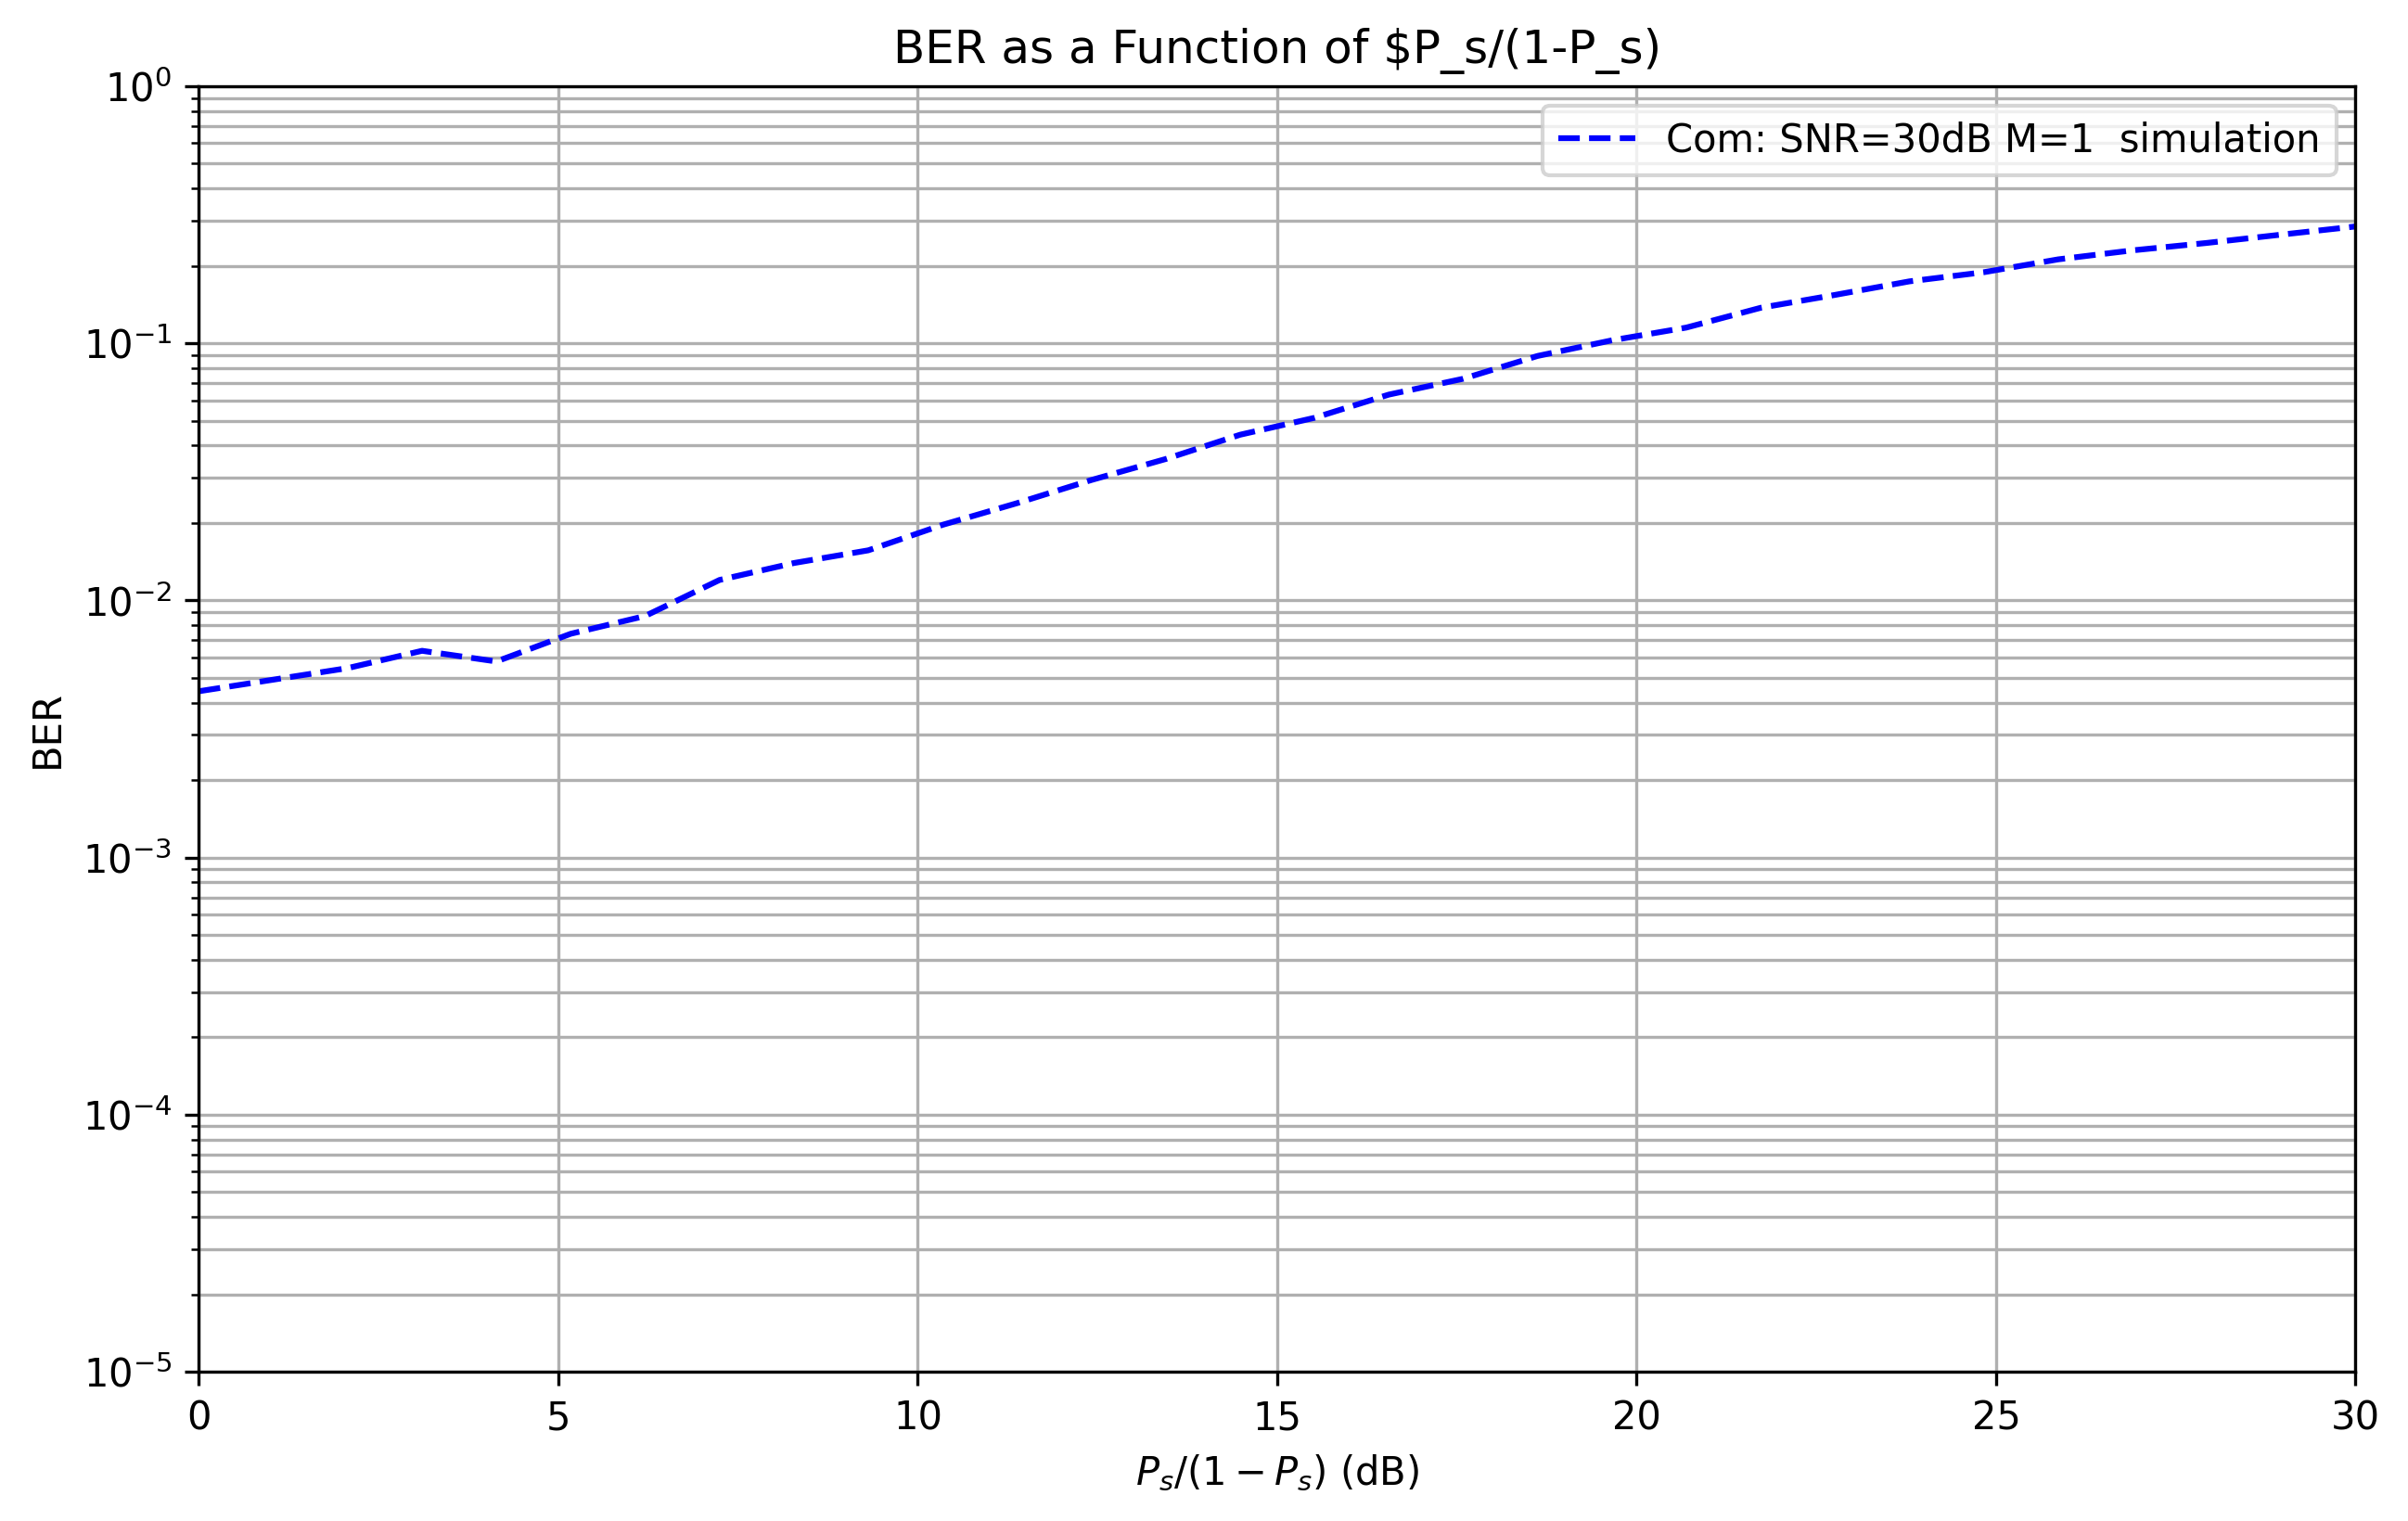 BER as a Function of $P_s/(1-P_s)
10⁰
10⁻¹
10⁻²
10⁻³
10⁻⁴
10⁻⁵
BER
Com: SNR=30dB M=1  simulation
0 5 10 15 20 25 30
Pₛ/(1 − Pₛ) (dB)